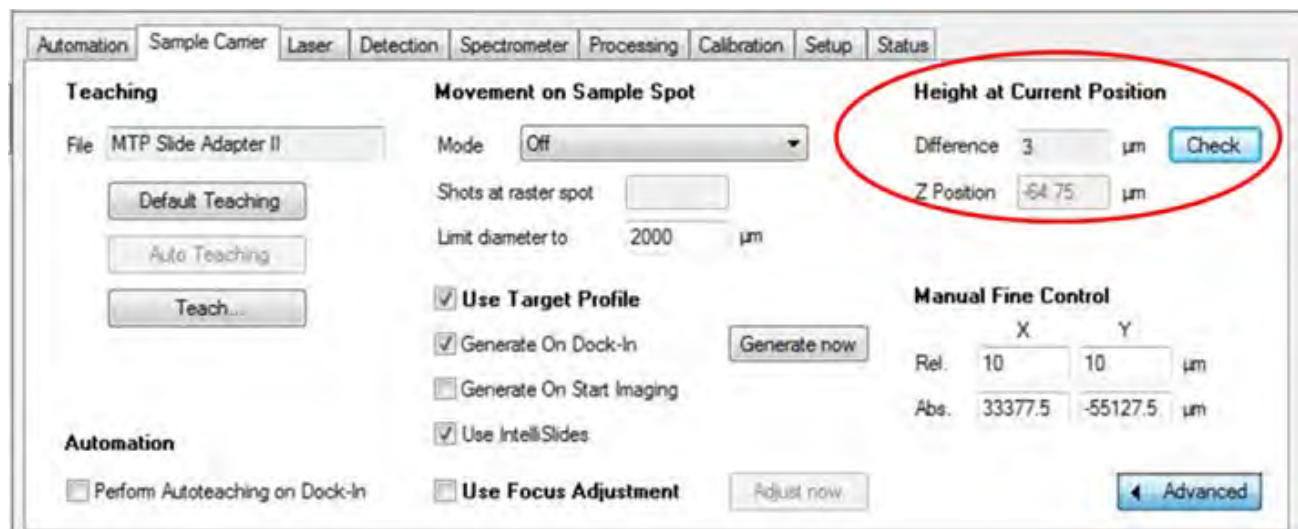 Automation Sample Carrier Laser Detection Spectrometer Processing Calibration Setup Status
Teaching
File MTP Slide Adapter II
Default Teaching
Auto Teaching
Teach...
Automation
Perform Autoteaching on Dock-In
Movement on Sample Spot
Mode Off
Shots at raster spot
Limit diameter to 2000 µm
Use Target Profile
Generate On Dock-In Generate now
Generate On Start Imaging
Use IntelliSlides
Use Focus Adjustment Adjust now
Height at Current Position
Difference 3 µm Check
Z Position -64.75 µm
Manual Fine Control
X Y
Rel. 10 10 µm
Abs. 33377.5 -55127.5 µm
Advanced